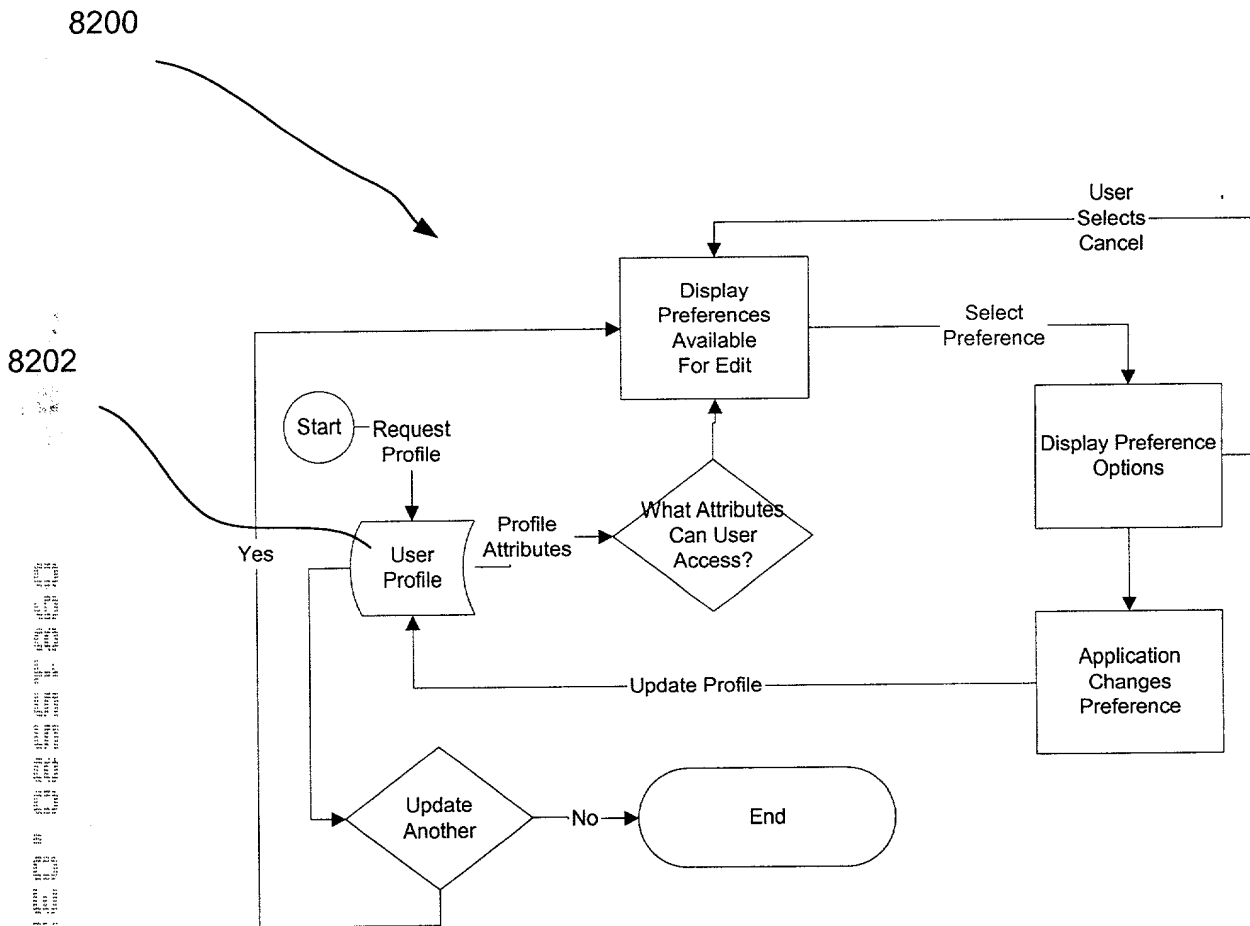 8200
User
Selects
Cancel
Display
Preferences
Available
For Edit
Select
Preference
8202
Start
Request
Profile
Display Preference
Options
What Attributes
Can User
Access?
Profile
Attributes
User
Profile
Yes
Application
Changes
Preference
Update Profile
Update
Another
No
End